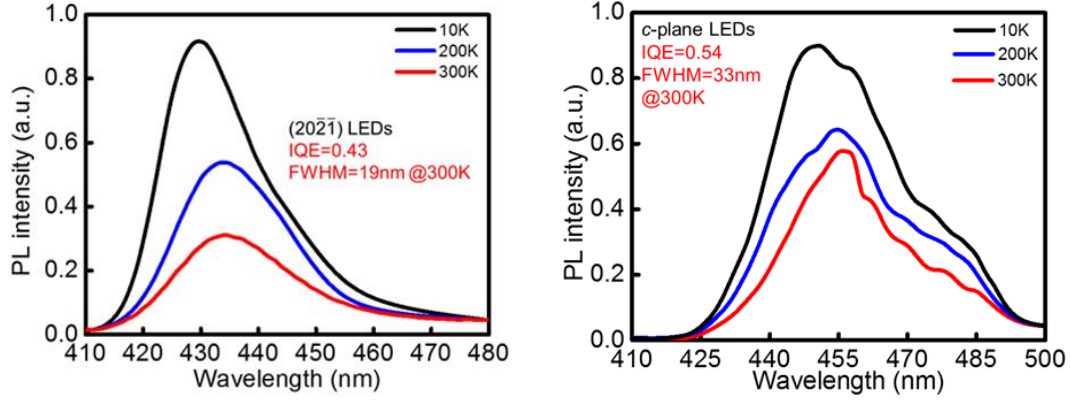 1.0
0.8
0.6
0.4
0.2
0.0
PL intensity (a.u.)
10K
200K
300K
(202̅1̅) LEDs
IQE=0.43
FWHM=19nm @300K
410 420 430 440 450 460 470 480
Wavelength (nm)
1.0
0.8
0.6
0.4
0.2
0.0
PL intensity (a.u.)
c-plane LEDs
IQE=0.54
FWHM=33nm
@300K
10K
200K
300K
410 425 440 455 470 485 500
Wavelength (nm)